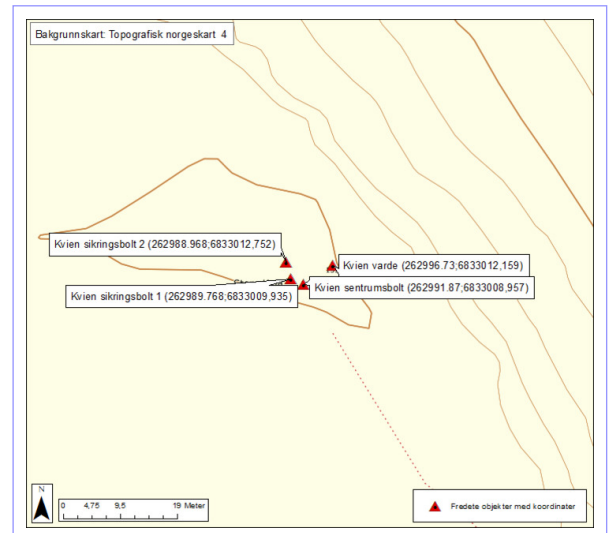 Bakgrunnskart: Topografisk norgeskart 4
Kvien sikringsbolt 2 (262988.968;6833012,752)
Kvien varde (262996.73;6833012,159)
Kvien sentrumsbolt (262991.87;6833008,957)
Kvien sikringsbolt 1 (262989.768;6833009,935)
N
0 4,75 9,5 19 Meter
Fredete objekter med koordinater